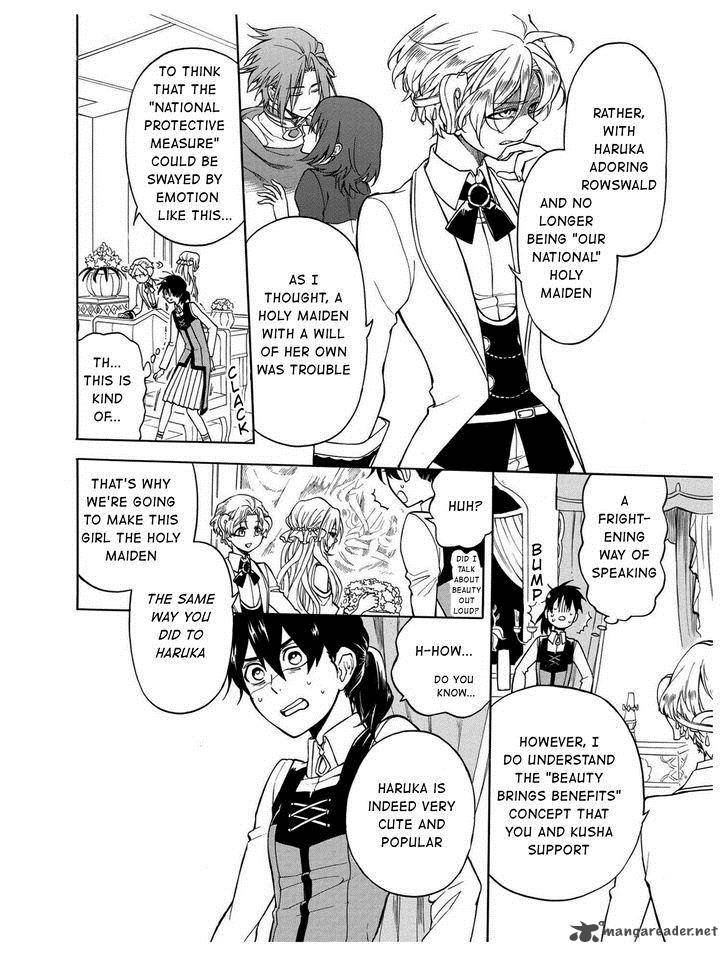 RATHER,
WITH
HARUKA
ADORING
ROWSWALD
AND NO
LONGER
BEING "OUR
NATIONAL"
HOLY
MAIDEN
TO THINK
THAT THE
"NATIONAL
PROTECTIVE
MEASURE"
COULD BE
SWAYED BY
EMOTION
LIKE THIS...
AS I
THOUGHT, A
HOLY MAIDEN
WITH A WILL
OF HER OWN
WAS TROUBLE
TH...
THIS IS
KIND
OF...
CLACK
A
FRIGHT-
ENING
WAY OF
SPEAKING
BUMP
HOWEVER, I
DO UNDERSTAND
THE "BEAUTY
BRINGS BENEFITS"
CONCEPT THAT
YOU AND KUSHA
SUPPORT
HUH?
DID I
TALK
ABOUT
BEAUTY
OUT
LOUD?
THAT'S WHY
WE'RE GOING
TO MAKE THIS
GIRL THE HOLY
MAIDEN
THE SAME
WAY YOU
DID TO
HARUKA
H-HOW...
DO YOU
KNOW...
HARUKA IS
INDEED VERY
CUTE AND
POPULAR
mangareader.net